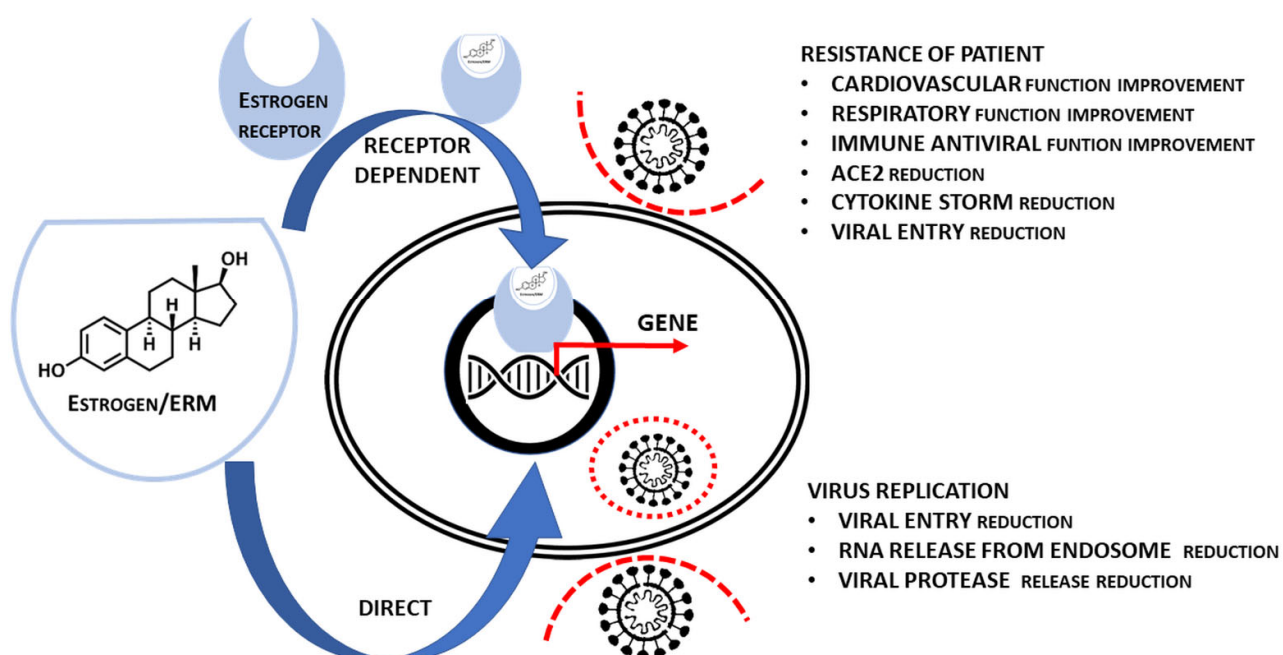 ESTROGEN
RECEPTOR
RECEPTOR
DEPENDENT
OH
HO
H
H
H
ESTROGEN/ERM
GENE
DIRECT
RESISTANCE OF PATIENT
• CARDIOVASCULAR FUNCTION IMPROVEMENT
• RESPIRATORY FUNCTION IMPROVEMENT
• IMMUNE ANTIVIRAL FUNTION IMPROVEMENT
• ACE2 REDUCTION
• CYTOKINE STORM REDUCTION
• VIRAL ENTRY REDUCTION
VIRUS REPLICATION
• VIRAL ENTRY REDUCTION
• RNA RELEASE FROM ENDOSOME REDUCTION
• VIRAL PROTEASE RELEASE REDUCTION